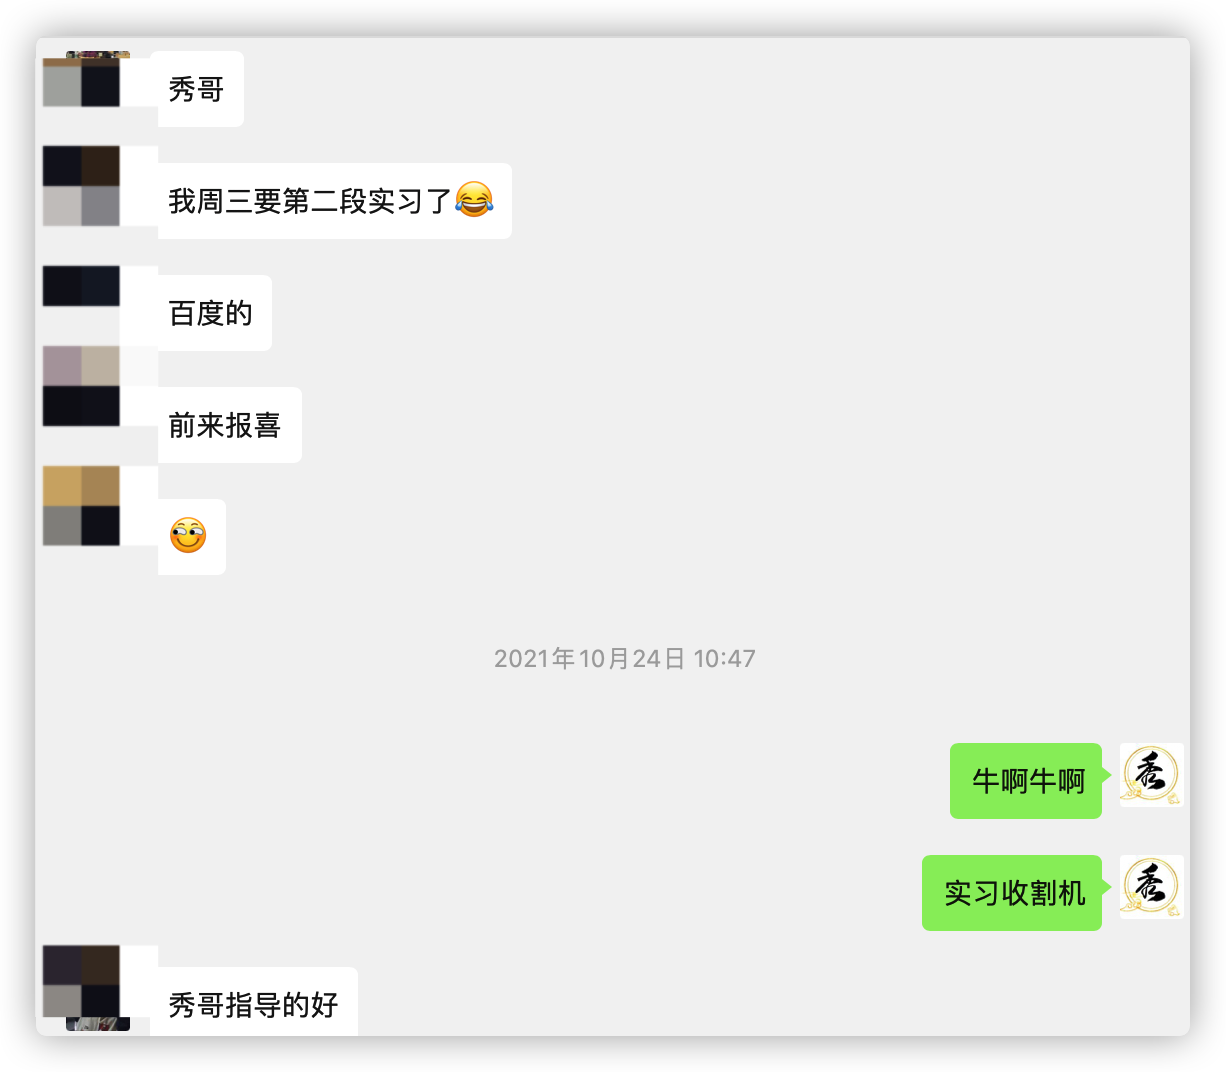 秀哥
我周三要第二段实习了😂
百度的
前来报喜
2021年10月24日 10:47
牛啊牛啊
秀
实习收割机
秀
秀哥指导的好